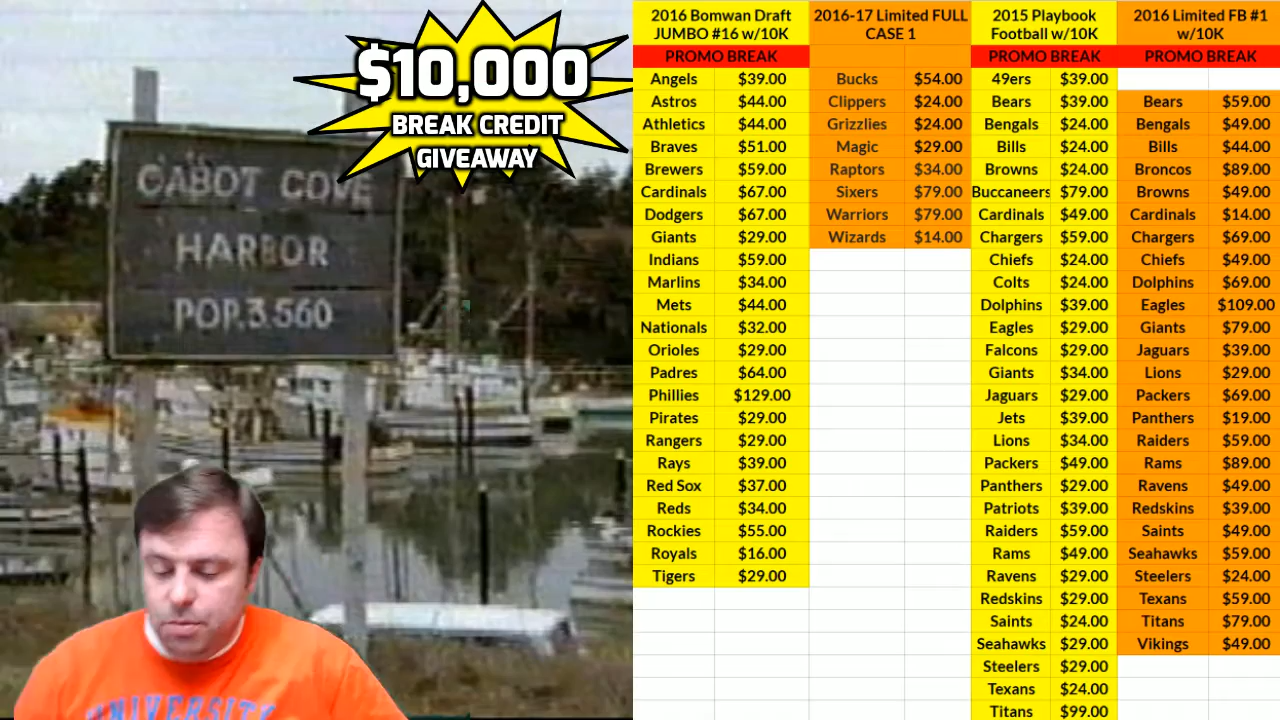 CABOT COVE
HARBOR
POP.3,560
$10,000
BREAK CREDIT
GIVEAWAY
UNIVERSITY
2016 Bomwan Draft
JUMBO #16 w/10K
PROMO BREAK
Angels $39.00
Astros $44.00
Athletics $44.00
Braves $51.00
Brewers $59.00
Cardinals $67.00
Dodgers $67.00
Giants $29.00
Indians $59.00
Marlins $34.00
Mets $44.00
Nationals $32.00
Orioles $29.00
Padres $64.00
Phillies $129.00
Pirates $29.00
Rangers $29.00
Rays $39.00
Red Sox $37.00
Reds $34.00
Rockies $55.00
Royals $16.00
Tigers $29.00
2016-17 Limited FULL
CASE 1
Bucks $54.00
Clippers $24.00
Grizzlies $24.00
Magic $29.00
Raptors $34.00
Sixers $79.00
Warriors $79.00
Wizards $14.00
2015 Playbook
Football w/10K
PROMO BREAK
49ers $39.00
Bears $39.00
Bengals $24.00
Bills $24.00
Browns $24.00
Buccaneers $79.00
Cardinals $49.00
Chargers $59.00
Chiefs $24.00
Colts $24.00
Dolphins $39.00
Eagles $29.00
Falcons $29.00
Giants $34.00
Jaguars $29.00
Jets $39.00
Lions $34.00
Packers $49.00
Panthers $29.00
Patriots $39.00
Raiders $59.00
Rams $49.00
Ravens $29.00
Redskins $29.00
Saints $24.00
Seahawks $29.00
Steelers $29.00
Texans $24.00
Titans $99.00
2016 Limited FB #1
w/10K
PROMO BREAK
Bears $59.00
Bengals $49.00
Bills $44.00
Broncos $89.00
Browns $49.00
Cardinals $14.00
Chargers $69.00
Chiefs $49.00
Dolphins $69.00
Eagles $109.00
Giants $79.00
Jaguars $39.00
Lions $29.00
Packers $69.00
Panthers $19.00
Raiders $59.00
Rams $89.00
Ravens $49.00
Redskins $39.00
Saints $49.00
Seahawks $59.00
Steelers $24.00
Texans $59.00
Titans $79.00
Vikings $49.00